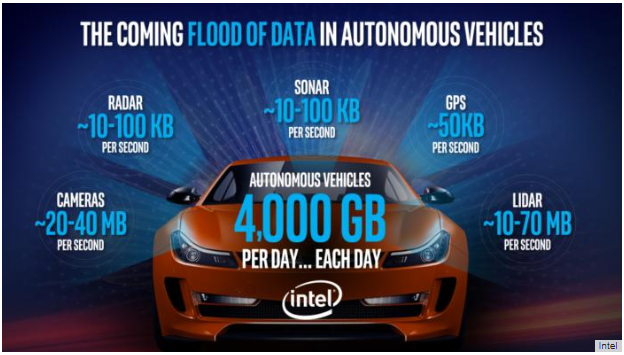 THE COMING FLOOD OF DATA IN AUTONOMOUS VEHICLES
RADAR
~10-100 KB
PER SECOND
SONAR
~10-100 KB
PER SECOND
GPS
~50KB
PER SECOND
CAMERAS
~20-40 MB
PER SECOND
AUTONOMOUS VEHICLES
4,000 GB
PER DAY... EACH DAY
LIDAR
~10-70 MB
PER SECOND
intel
Intel